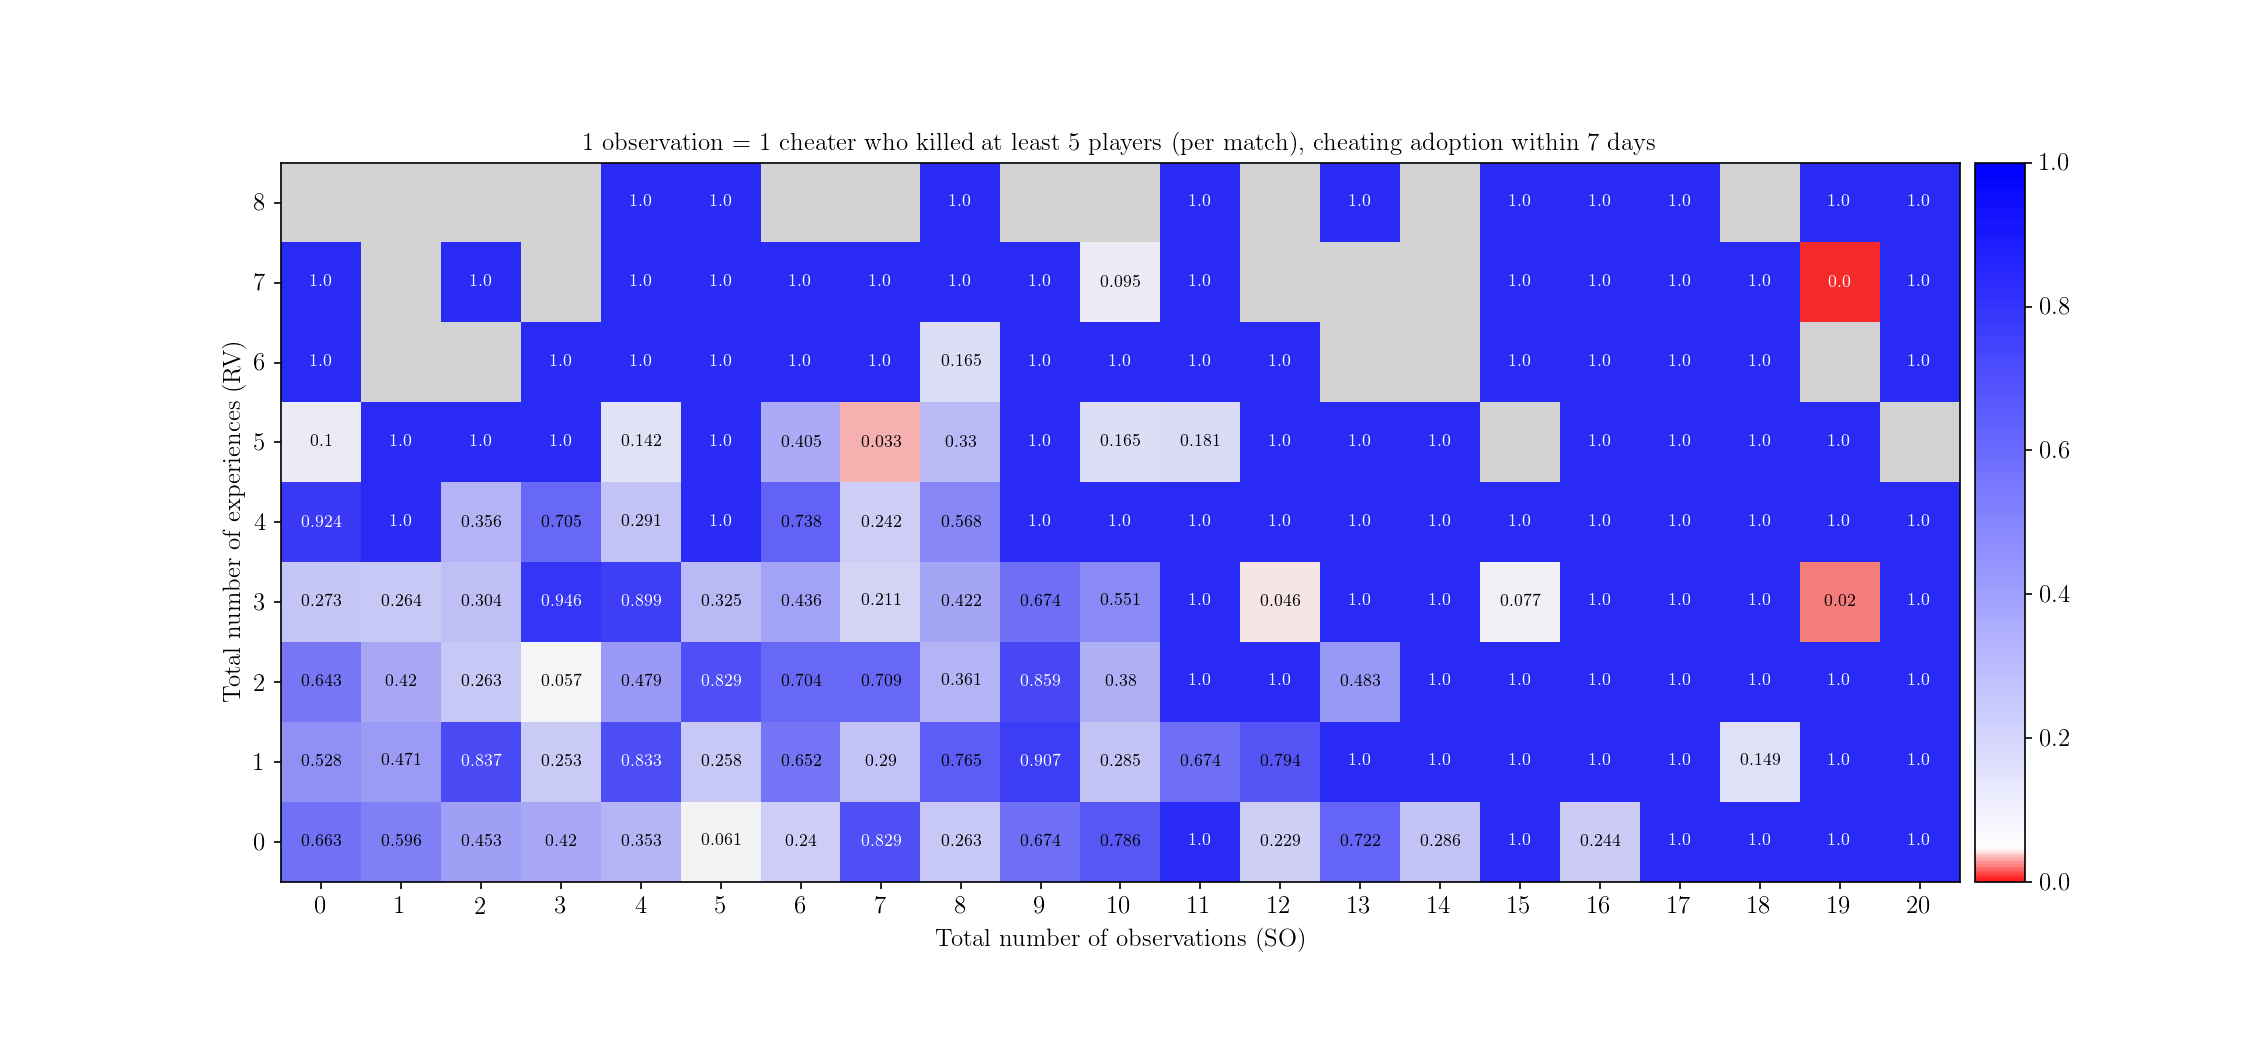 1 observation = 1 cheater who killed at least 5 players (per match), cheating adoption within 7 days
Total number of experiences (RV)
8 1.0 1.0 1.0 1.0 1.0 1.0 1.0 1.0 1.0 1.0
7 1.0 1.0 1.0 1.0 1.0 1.0 1.0 1.0 0.095 1.0 1.0 1.0 1.0 1.0 0.0 1.0
6 1.0 1.0 1.0 1.0 1.0 1.0 0.165 1.0 1.0 1.0 1.0 1.0 1.0 1.0 1.0 1.0
5 0.1 1.0 1.0 1.0 0.142 1.0 0.405 0.033 0.33 1.0 0.165 0.181 1.0 1.0 1.0 1.0 1.0 1.0 1.0
4 0.924 1.0 0.356 0.705 0.291 1.0 0.738 0.242 0.568 1.0 1.0 1.0 1.0 1.0 1.0 1.0 1.0 1.0 1.0 1.0 1.0
3 0.273 0.264 0.304 0.946 0.899 0.325 0.436 0.211 0.422 0.674 0.551 1.0 0.046 1.0 1.0 0.077 1.0 1.0 1.0 0.02 1.0
2 0.643 0.42 0.263 0.057 0.479 0.829 0.704 0.709 0.361 0.859 0.38 1.0 1.0 0.483 1.0 1.0 1.0 1.0 1.0 1.0 1.0
1 0.528 0.471 0.837 0.253 0.833 0.258 0.652 0.29 0.765 0.907 0.285 0.674 0.794 1.0 1.0 1.0 1.0 1.0 0.149 1.0 1.0
0 0.663 0.596 0.453 0.42 0.353 0.061 0.24 0.829 0.263 0.674 0.786 1.0 0.229 0.722 0.286 1.0 0.244 1.0 1.0 1.0 1.0
0 1 2 3 4 5 6 7 8 9 10 11 12 13 14 15 16 17 18 19 20
Total number of observations (SO)
1.0
0.8
0.6
0.4
0.2
0.0